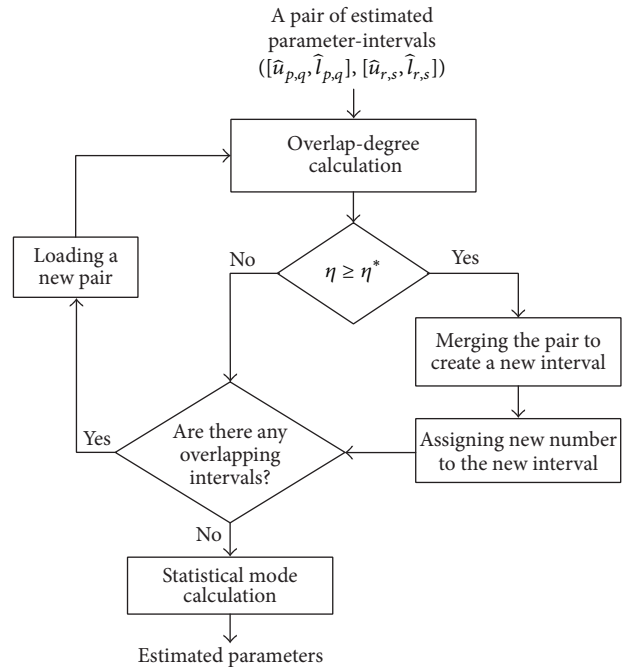 A pair of estimated
parameter-intervals
([û_{p,q}, l̂_{p,q}], [û_{r,s}, l̂_{r,s}])
Overlap-degree
calculation
Loading a
new pair
No
η ≥ η*
Yes
Merging the pair to
create a new interval
Yes
Are there any
overlapping
intervals?
Assigning new number
to the new interval
No
Statistical mode
calculation
Estimated parameters